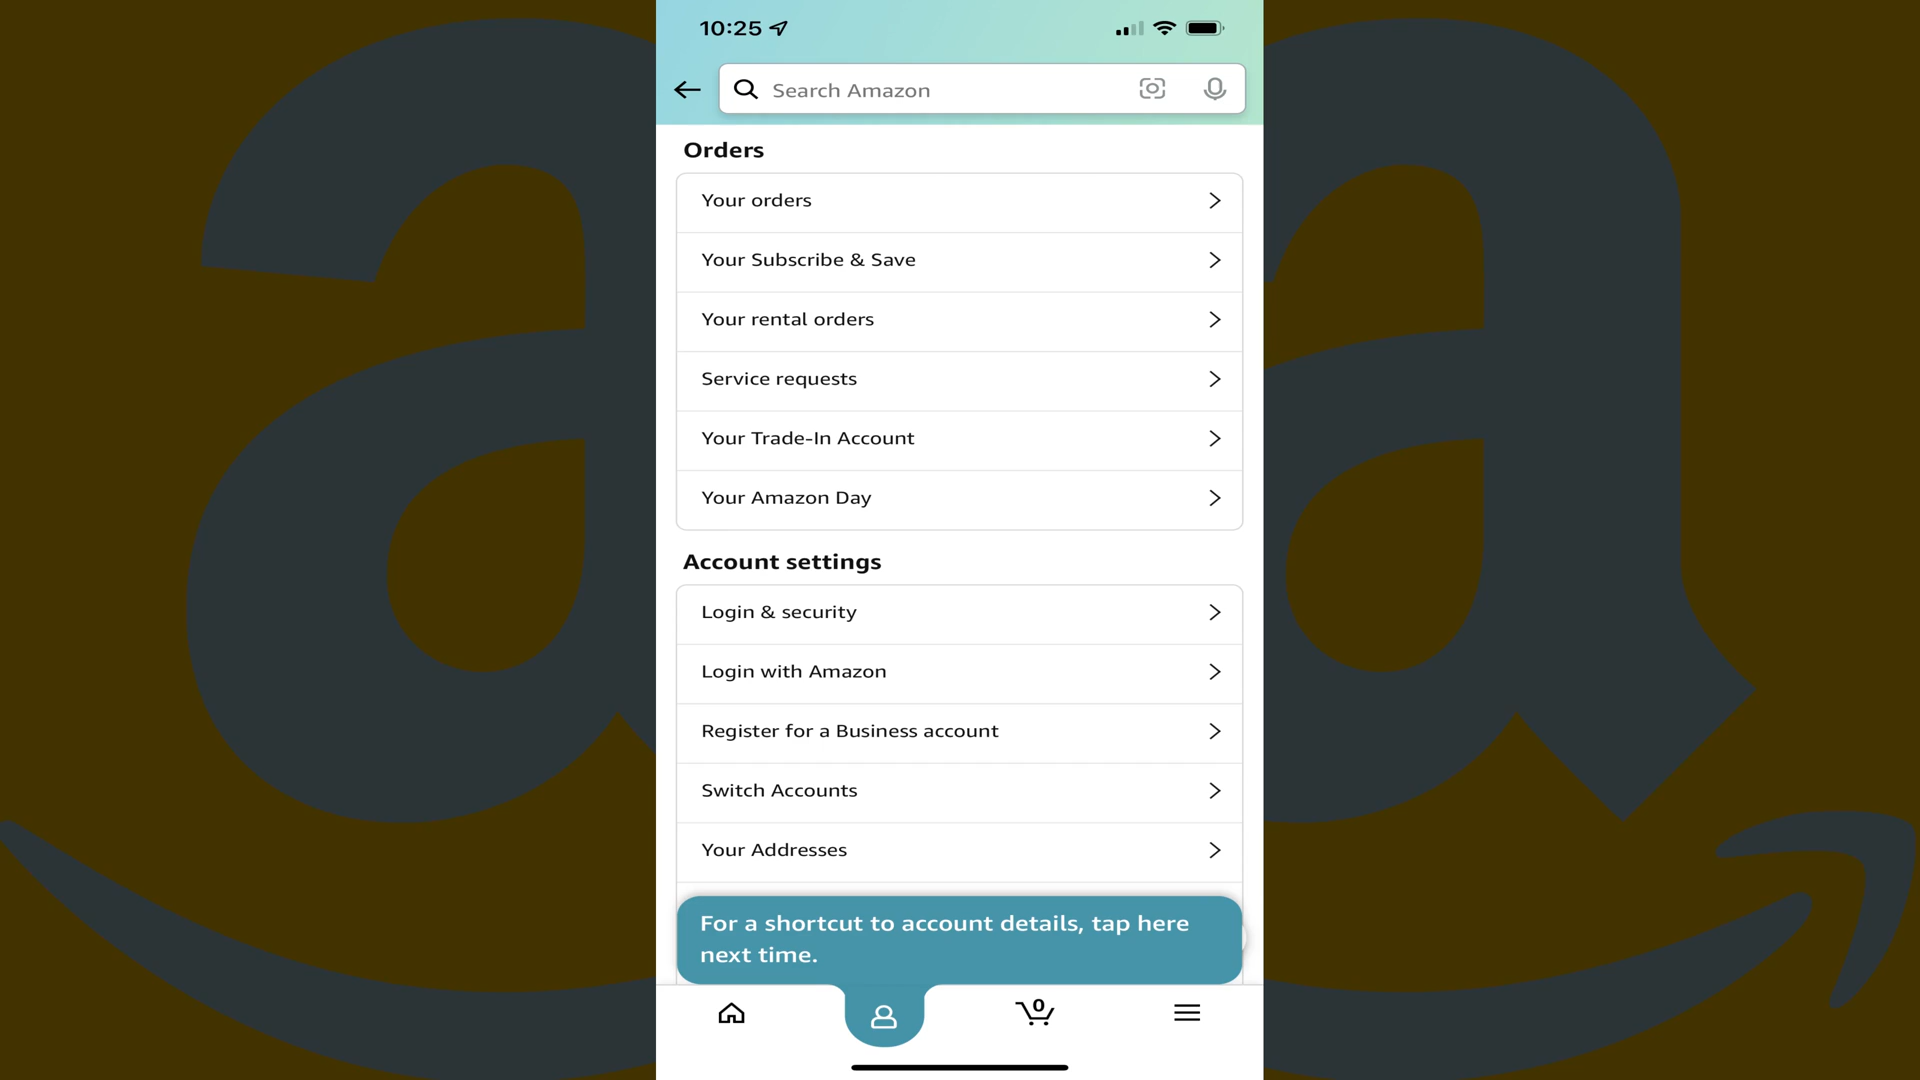 10:25
Search Amazon
Orders
Your orders
Your Subscribe & Save
Your rental orders
Service requests
Your Trade-In Account
Your Amazon Day
Account settings
Login & security
Login with Amazon
Register for a Business account
Switch Accounts
Your Addresses
For a shortcut to account details, tap here
next time.
0